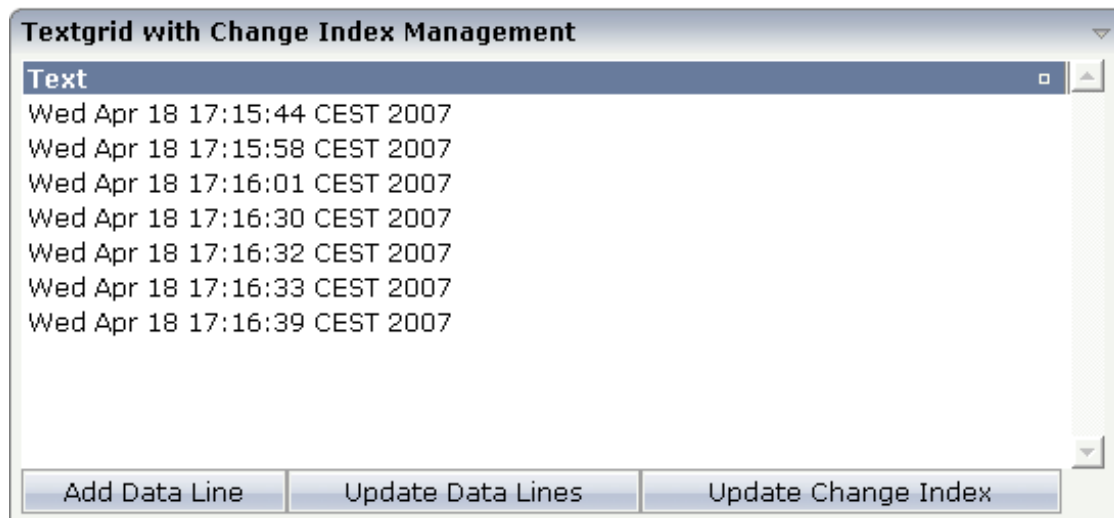 Textgrid with Change Index Management
Text
Wed Apr 18 17:15:44 CEST 2007
Wed Apr 18 17:15:58 CEST 2007
Wed Apr 18 17:16:01 CEST 2007
Wed Apr 18 17:16:30 CEST 2007
Wed Apr 18 17:16:32 CEST 2007
Wed Apr 18 17:16:33 CEST 2007
Wed Apr 18 17:16:39 CEST 2007
Add Data Line Update Data Lines Update Change Index